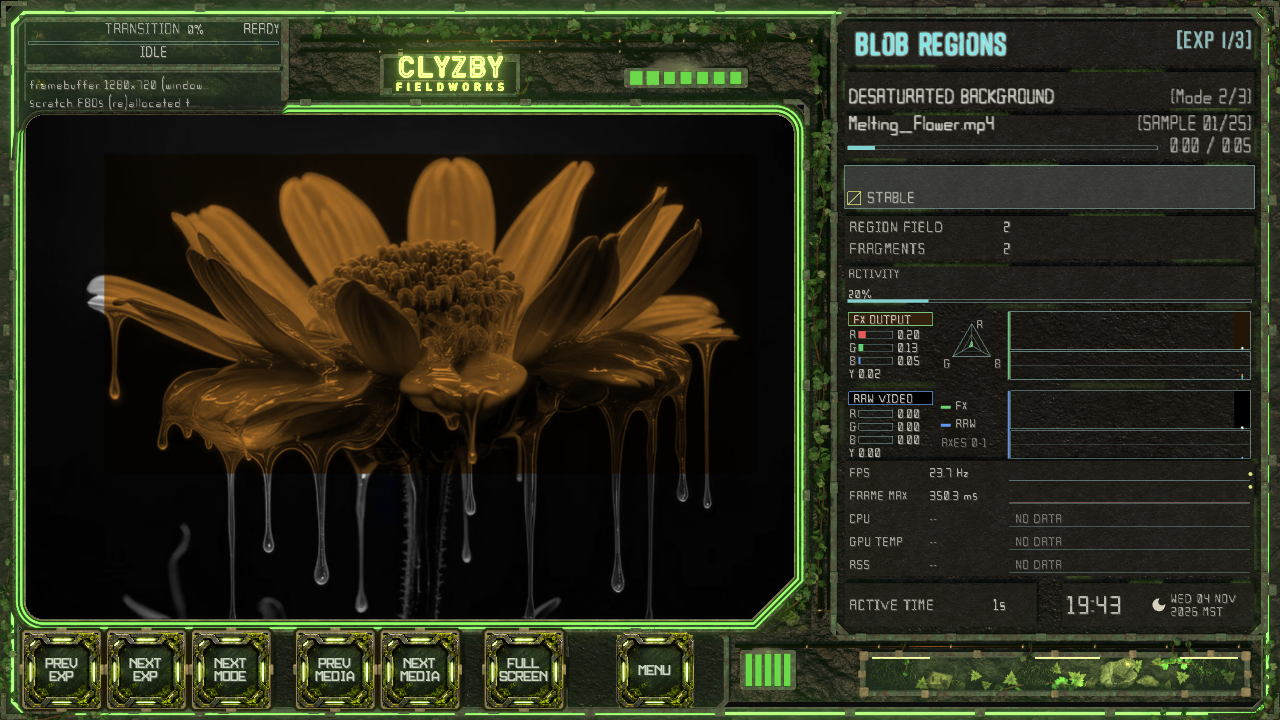 TRANSITION 0% READY
IDLE
framebuffer 1280x720 (window...
scratch FBOs (re)allocated t...
CLYZBY
FIELDWORKS
BLOB REGIONS [EXP 1/3]
DESATURATED BACKGROUND (Mode 2/3)
Melting_Flower.mp4 (SAMPLE 01/25)
0:00 / 0:05
STABLE
REGION FIELD 2
FRAGMENTS 2
ACTIVITY
20%
FX OUTPUT
R 0.20
G 0.13
B 0.05
Y 0.02
R
G B
RAW VIDEO
R 0.00
G 0.00
B 0.00
Y 0.00
FX
RAW
AXES 0-1
FPS 23.7 Hz
FRAME MAX 350.3 ms
CPU -- NO DATA
GPU TEMP -- NO DATA
RSS -- NO DATA
ACTIVE TIME 1s
19:43
WED 04 NOV
2026 MST
PREV
EXP
NEXT
EXP
NEXT
MODE
PREV
MEDIA
NEXT
MEDIA
FULL
SCREEN
MENU